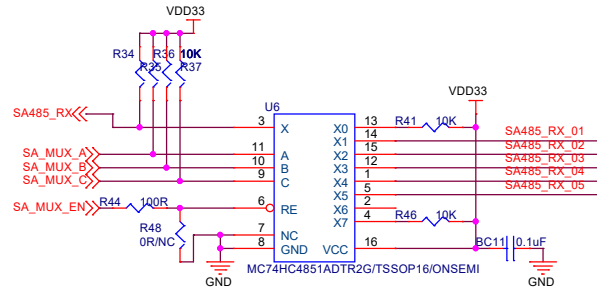 VDD33
R34
R36
10K
R35
R37
VDD33
SA485_RX
U6
3
X
X0
13
R41
10K
14
X1
SA485_RX_01
SA_MUX_A
11
A
X2
15
SA485_RX_02
SA_MUX_B
10
B
X3
12
SA485_RX_03
SA_MUX_C
9
C
X4
1
SA485_RX_04
X5
5
SA485_RX_05
SA_MUX_EN
R44
100R
6
RE
X6
2
X7
4
R46
10K
R48
0R/NC
7
NC
8
GND
VCC
16
BC11
0.1uF
MC74HC4851ADTR2G/TSSOP16/ONSEMI
GND
GND